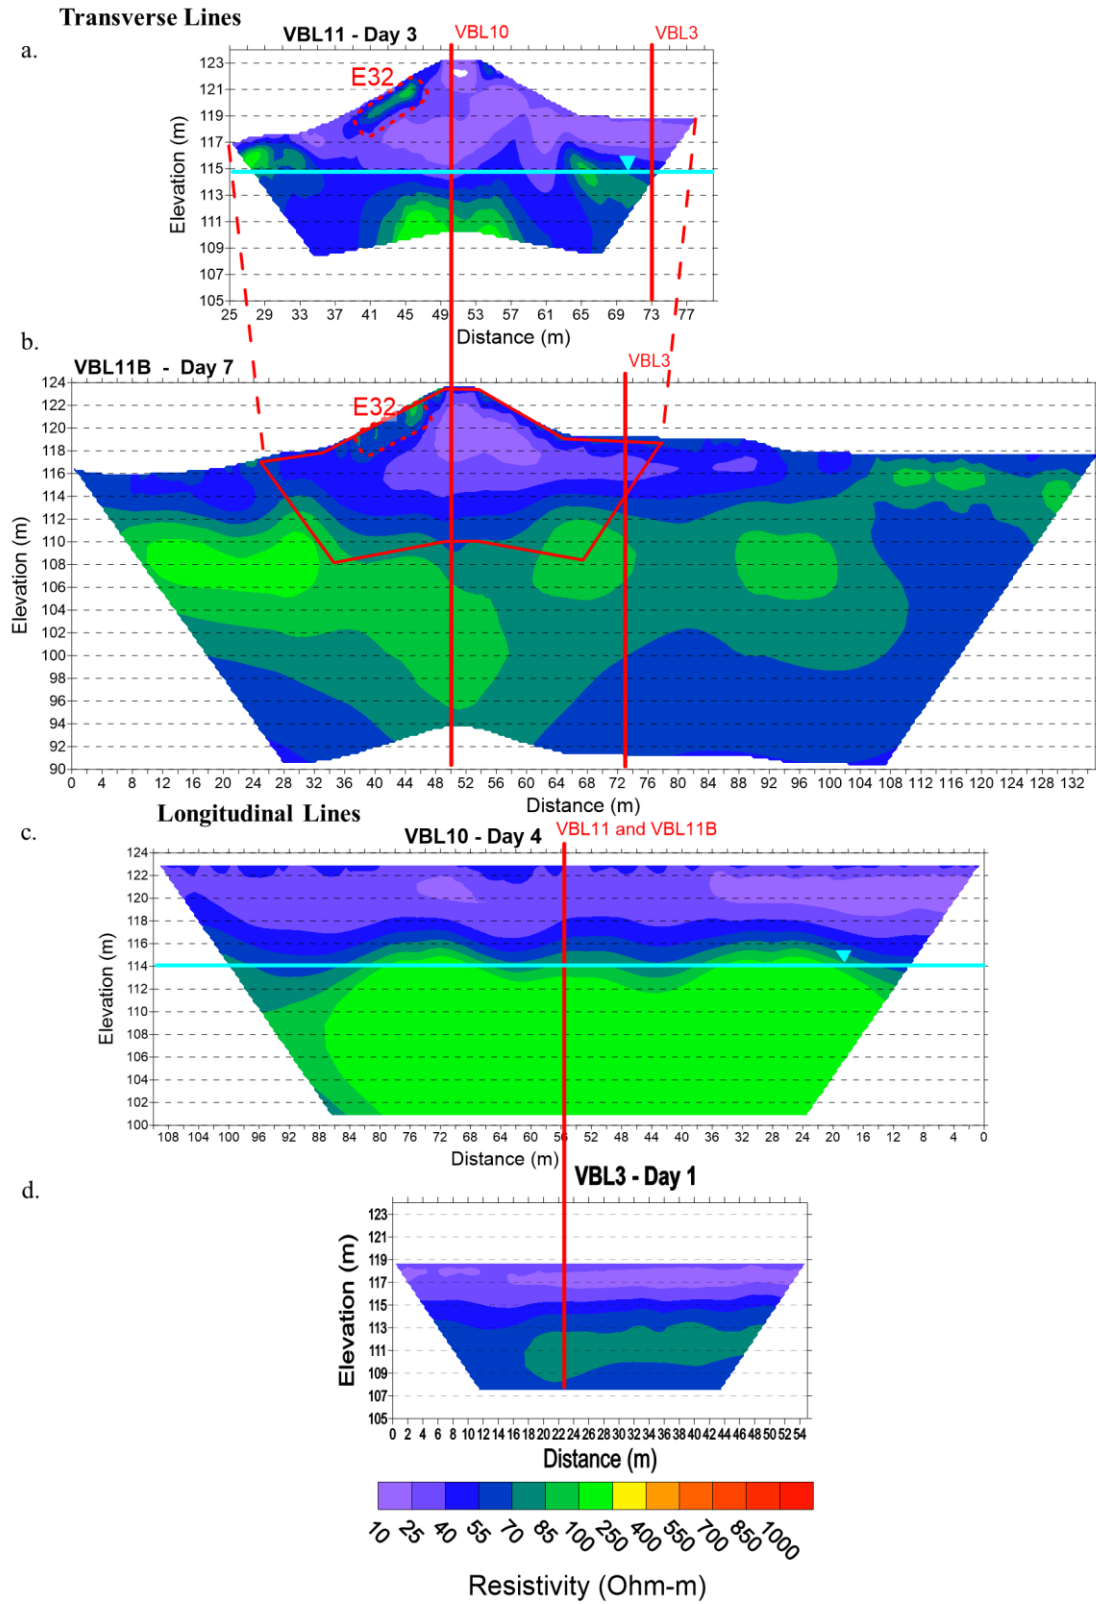 Transverse Lines
a.
VBL11 - Day 3
VBL10
VBL3
E32
Elevation (m)
123
121
119
117
115
113
111
109
107
105
25 29 33 37 41 45 49 53 57 61 65 69 73 77
Distance (m)
b.
VBL11B - Day 7
VBL3
E32
Elevation (m)
124
122
120
118
116
114
112
110
108
106
104
102
100
98
96
94
92
90
0 4 8 12 16 20 24 28 32 36 40 44 48 52 56 60 64 68 72 76 80 84 88 92 96 100 104 108 112 116 120 124 128 132
Distance (m)
Longitudinal Lines
c.
VBL10 - Day 4
VBL11 and VBL11B
Elevation (m)
124
122
120
118
116
114
112
110
108
106
104
102
100
108 104 100 96 92 88 84 80 76 72 68 64 60 56 52 48 44 40 36 32 28 24 20 16 12 8 4 0
Distance (m)
d.
VBL3 - Day 1
Elevation (m)
123
121
119
117
115
113
111
109
107
105
0 2 4 6 8 10 12 14 16 18 20 22 24 26 28 30 32 34 36 38 40 42 44 46 48 50 52 54
Distance (m)
10 25 40 55 70 85 100 250 400 550 700 850 1000
Resistivity (Ohm-m)